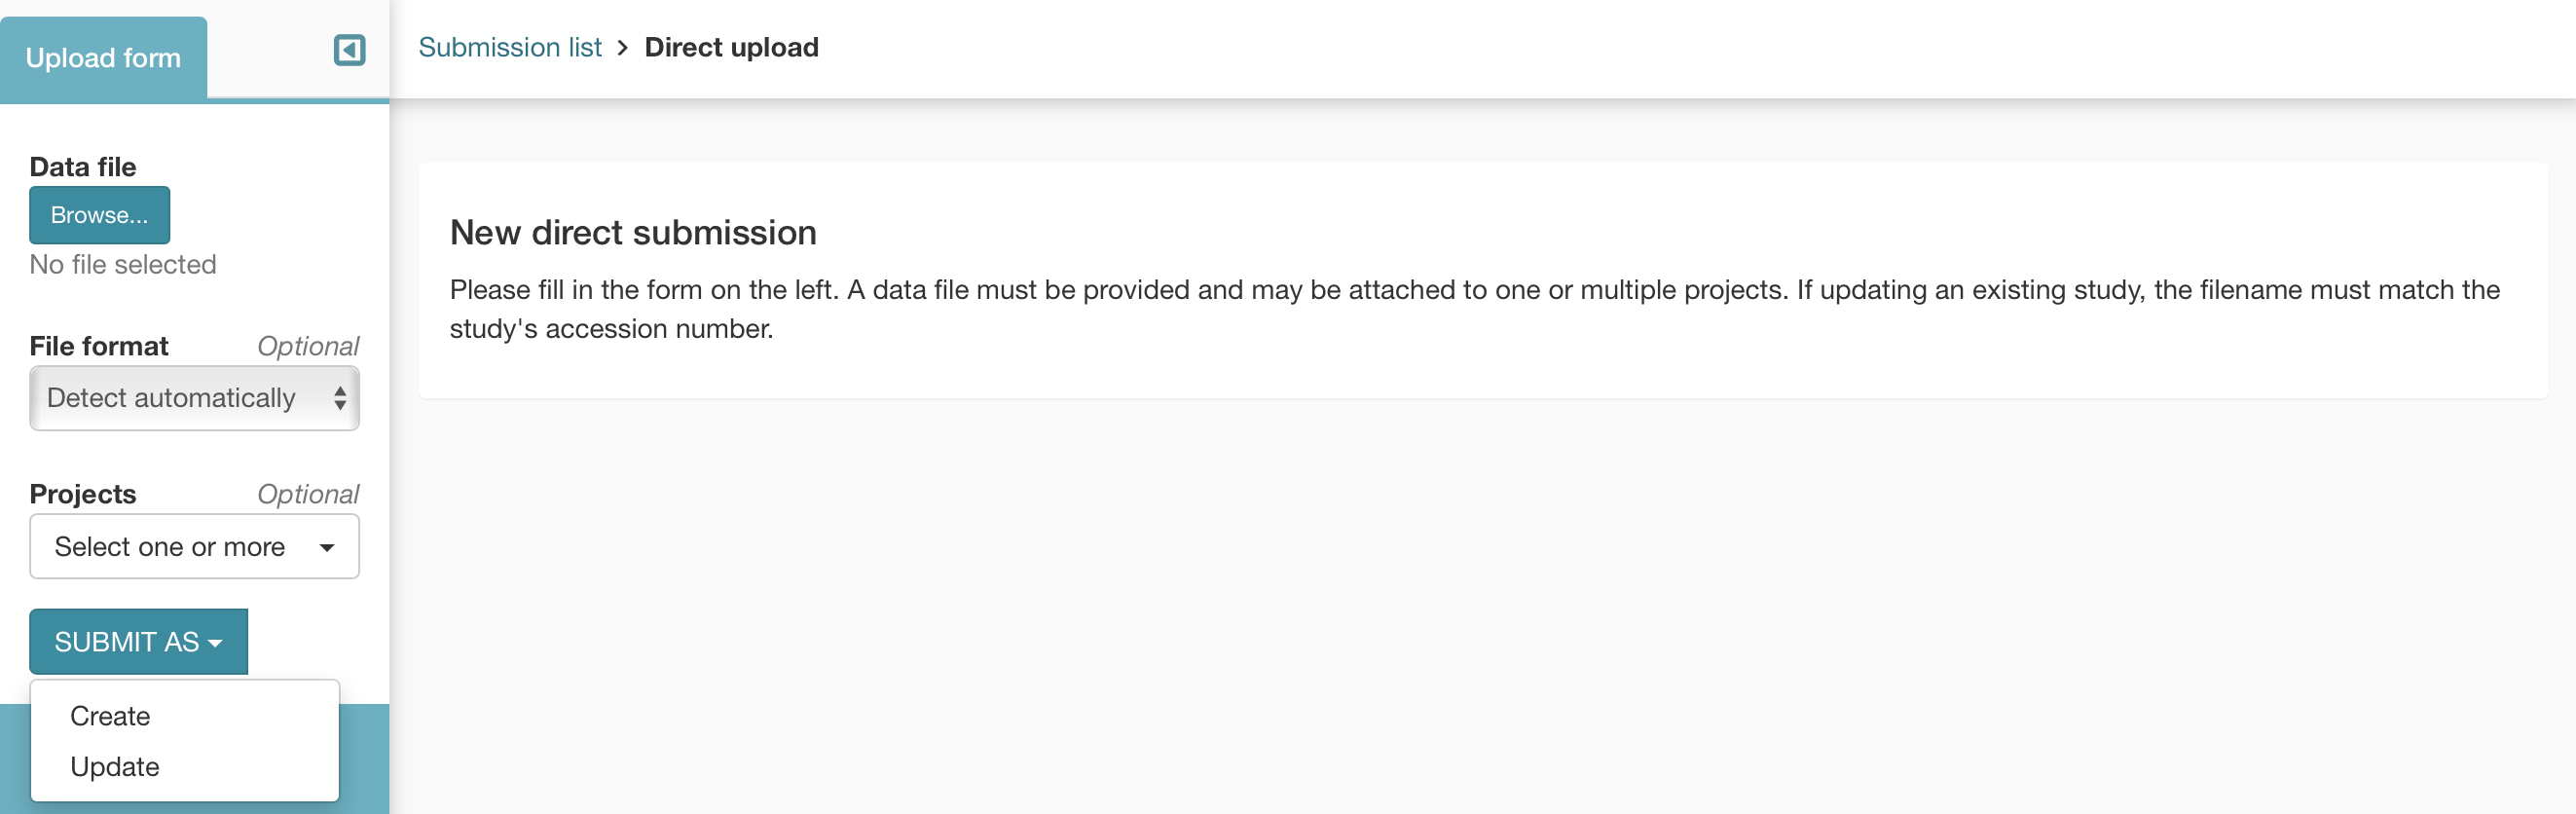 Upload form
Submission list > Direct upload
Data file
Browse...
No file selected
File format Optional
Detect automatically
Projects Optional
Select one or more
SUBMIT AS
Create
Update
New direct submission
Please fill in the form on the left. A data file must be provided and may be attached to one or multiple projects. If updating an existing study, the filename must match the
study's accession number.